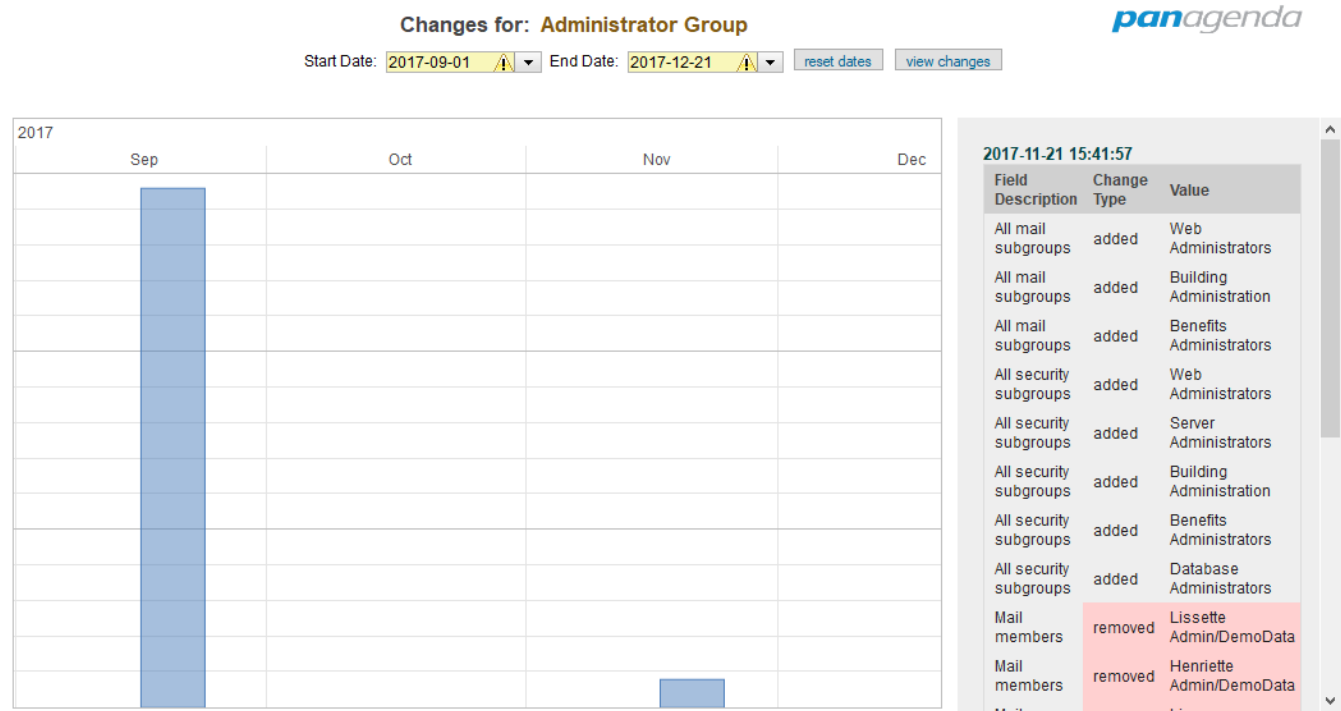 Changes for: Administrator Group
panagenda
Start Date: 2017-09-01 End Date: 2017-12-21 reset dates view changes
2017
Sep Oct Nov Dec
2017-11-21 15:41:57
Field
Description
Change
Type
Value
All mail
subgroups
added
Web
Administrators
All mail
subgroups
added
Building
Administration
All mail
subgroups
added
Benefits
Administrators
All security
subgroups
added
Web
Administrators
All security
subgroups
added
Server
Administrators
All security
subgroups
added
Building
Administration
All security
subgroups
added
Benefits
Administrators
All security
subgroups
added
Database
Administrators
Mail
members
removed
Lissette
Admin/DemoData
Mail
members
removed
Henriette
Admin/DemoData